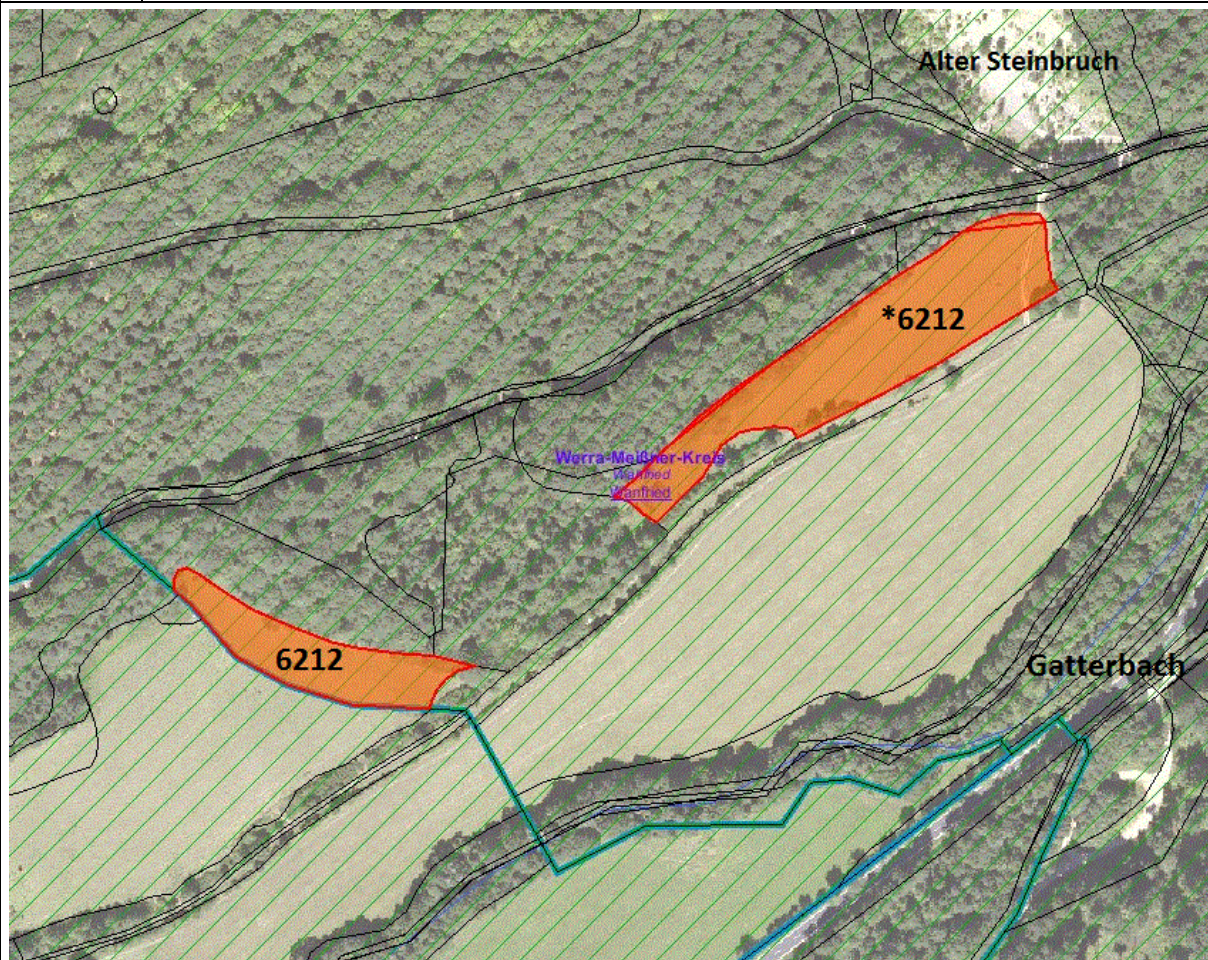 Alter Steinbruch
*6212
Werra-Meißner-Kreis
Wanfried
Wanfried
6212
Gatterbach